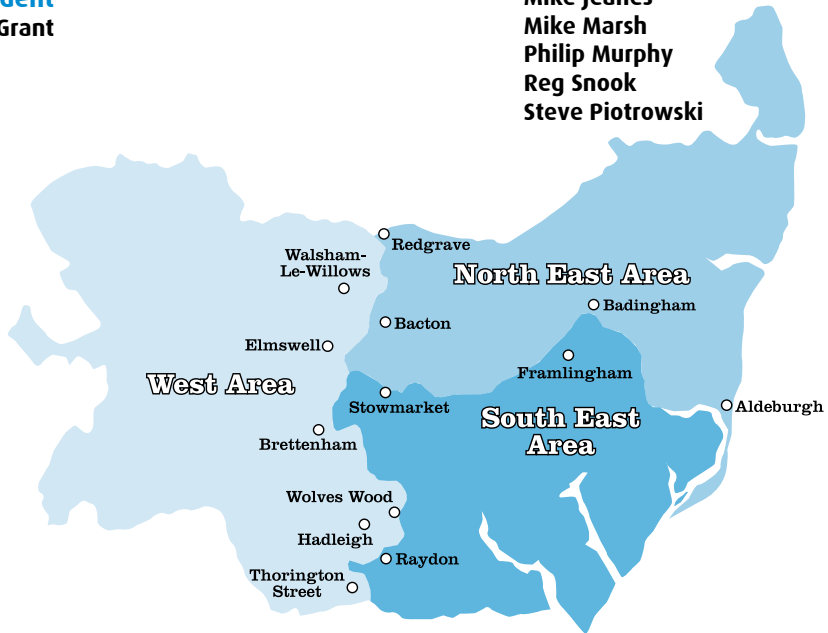 Grant
Mike Marsh
Philip Murphy
Reg Snook
Steve Piotrowski
Redgrave
Walsham-
Le-Willows
North East Area
Badingham
Bacton
Elmswell
Framlingham
West Area
Stowmarket
Aldeburgh
South East
Area
Brettenham
Wolves Wood
Hadleigh
Raydon
Thorington
Street